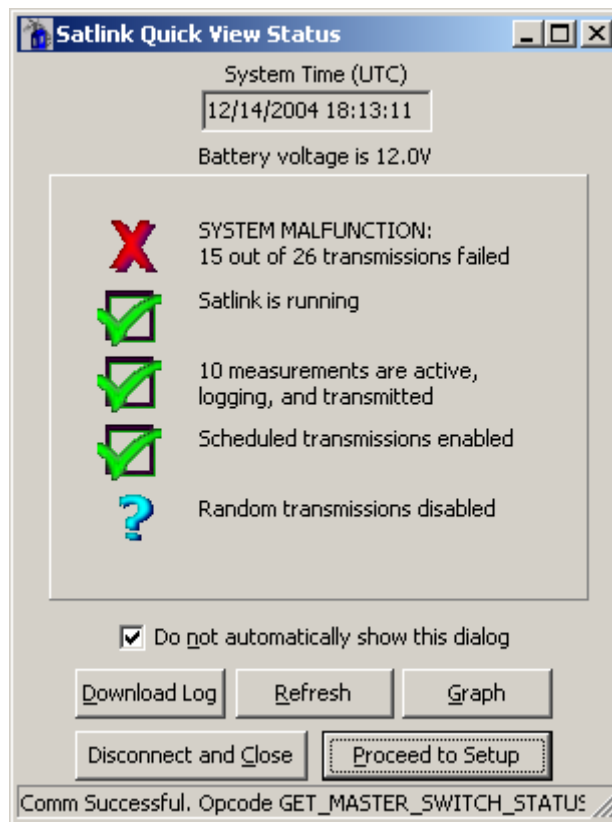 Satlink Quick View Status
System Time (UTC)
12/14/2004 18:13:11
Battery voltage is 12.0V
SYSTEM MALFUNCTION:
15 out of 26 transmissions failed
Satlink is running
10 measurements are active,
logging, and transmitted
Scheduled transmissions enabled
Random transmissions disabled
Do not automatically show this dialog
Download Log
Refresh
Graph
Disconnect and Close
Proceed to Setup
Comm Successful. Opcode GET_MASTER_SWITCH_STATUS